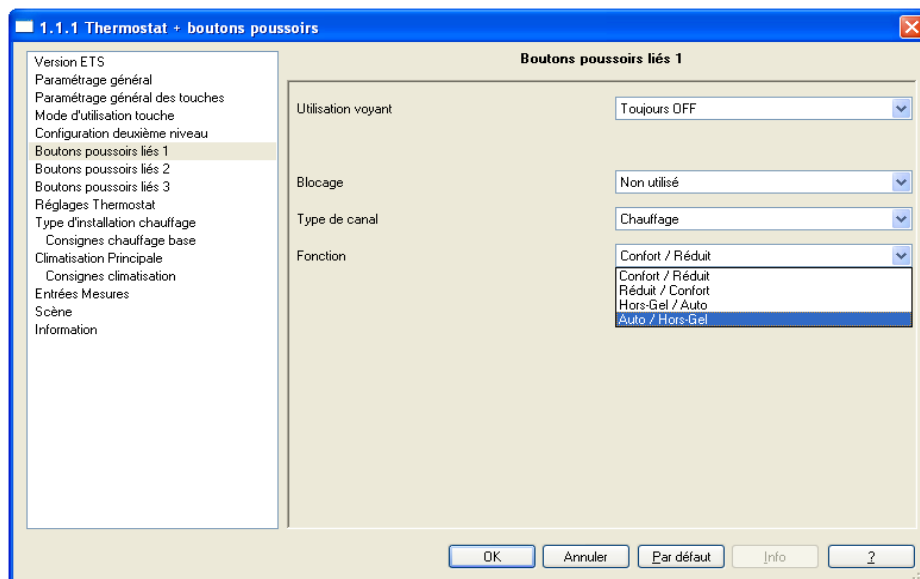 1.1.1 Thermostat + boutons poussoirs
Version ETS
Paramétrage général
Paramétrage général des touches
Mode d'utilisation touche
Configuration deuxième niveau
Boutons poussoirs liés 1
Boutons poussoirs liés 2
Boutons poussoirs liés 3
Réglages Thermostat
Type d'installation chauffage
Consignes chauffage base
Climatisation Principale
Consignes climatisation
Entrées Mesures
Scène
Information
Boutons poussoirs liés 1
Utilisation voyant
Toujours OFF
Blocage
Non utilisé
Type de canal
Chauffage
Fonction
Confort / Réduit
Confort / Réduit
Réduit / Confort
Hors-Gel / Auto
Auto / Hors-Gel
OK
Annuler
Par défaut
Info
?